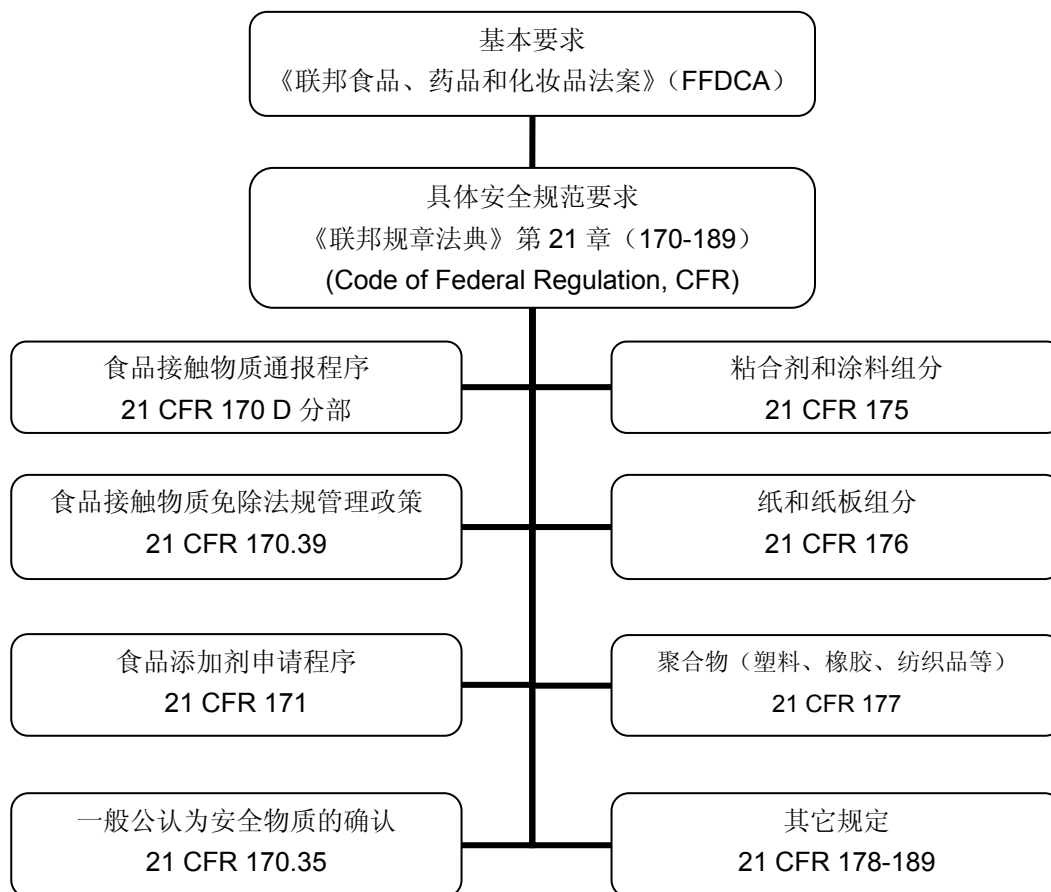 基本要求
《联邦食品、药品和化妆品法案》（FFDCA）
具体安全规范要求
《联邦规章法典》第 21 章（170-189）
(Code of Federal Regulation, CFR)
食品接触物质通报程序
21 CFR 170 D 分部
粘合剂和涂料组分
21 CFR 175
食品接触物质免除法规管理政策
21 CFR 170.39
纸和纸板组分
21 CFR 176
食品添加剂申请程序
21 CFR 171
聚合物（塑料、橡胶、纺织品等）
21 CFR 177
一般公认为安全物质的确认
21 CFR 170.35
其它规定
21 CFR 178-189